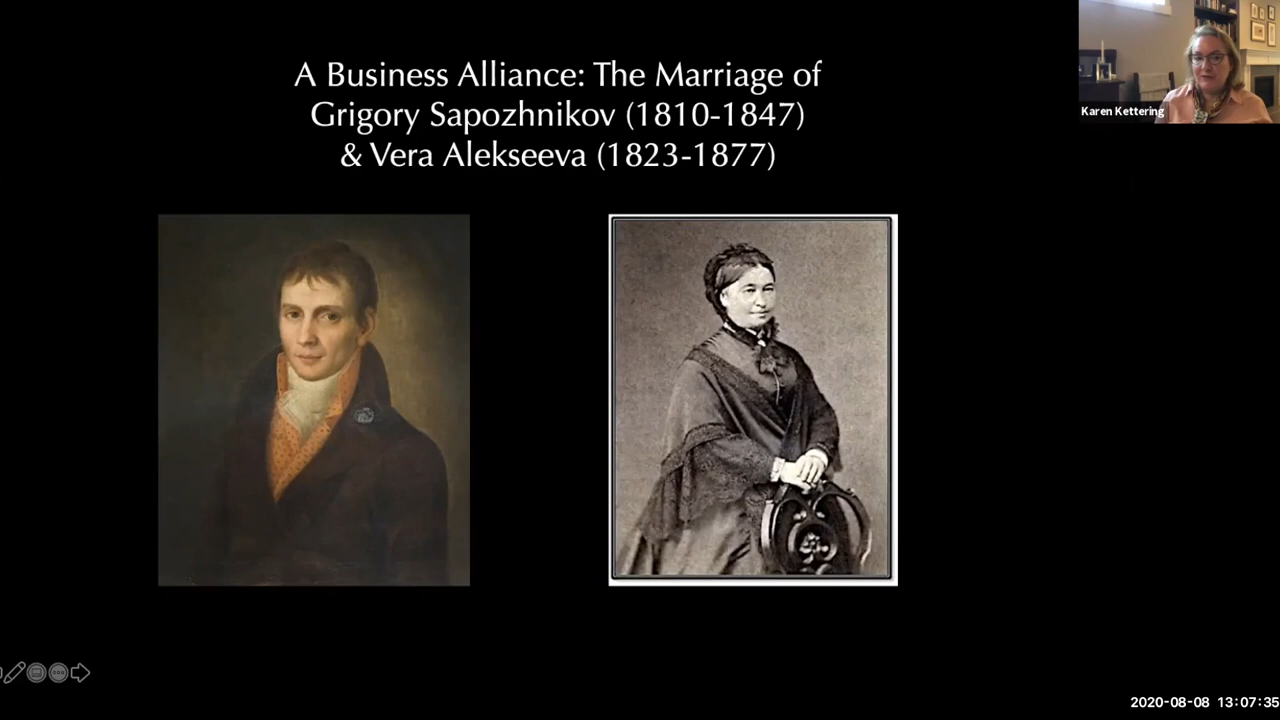 A Business Alliance: The Marriage of
Grigory Sapozhnikov (1810-1847)
& Vera Alekseeva (1823-1877)
Karen Kettering
2020-08-08 13:07:35